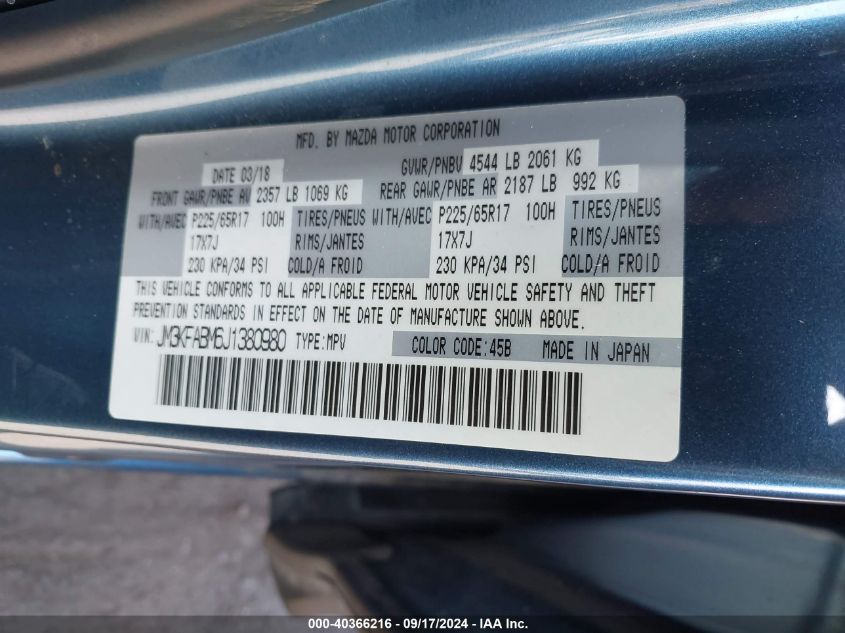 MFD. BY MAZDA MOTOR CORPORATION
DATE 03/18 GVWR/PNBV 4544 LB 2061 KG
FRONT GAWR/PNBE AV 2357 LB 1069 KG REAR GAWR/PNBE AR 2187 LB 992 KG
WITH/AVEC P225/65R17 100H TIRES/PNEUS WITH/AVEC P225/65R17 100H TIRES/PNEUS
17X7J RIMS/JANTES 17X7J RIMS/JANTES
230 KPA/34 PSI COLD/A FROID 230 KPA/34 PSI COLD/A FROID
THIS VEHICLE CONFORMS TO ALL APPLICABLE FEDERAL MOTOR VEHICLE SAFETY AND THEFT
PREVENTION STANDARDS IN EFFECT ON THE DATE OF MANUFACTURE SHOWN ABOVE.
VIN: JM3KFABM6J1380980 TYPE:MPV COLOR CODE:45B MADE IN JAPAN
000-40366216 - 09/17/2024 - IAA Inc.